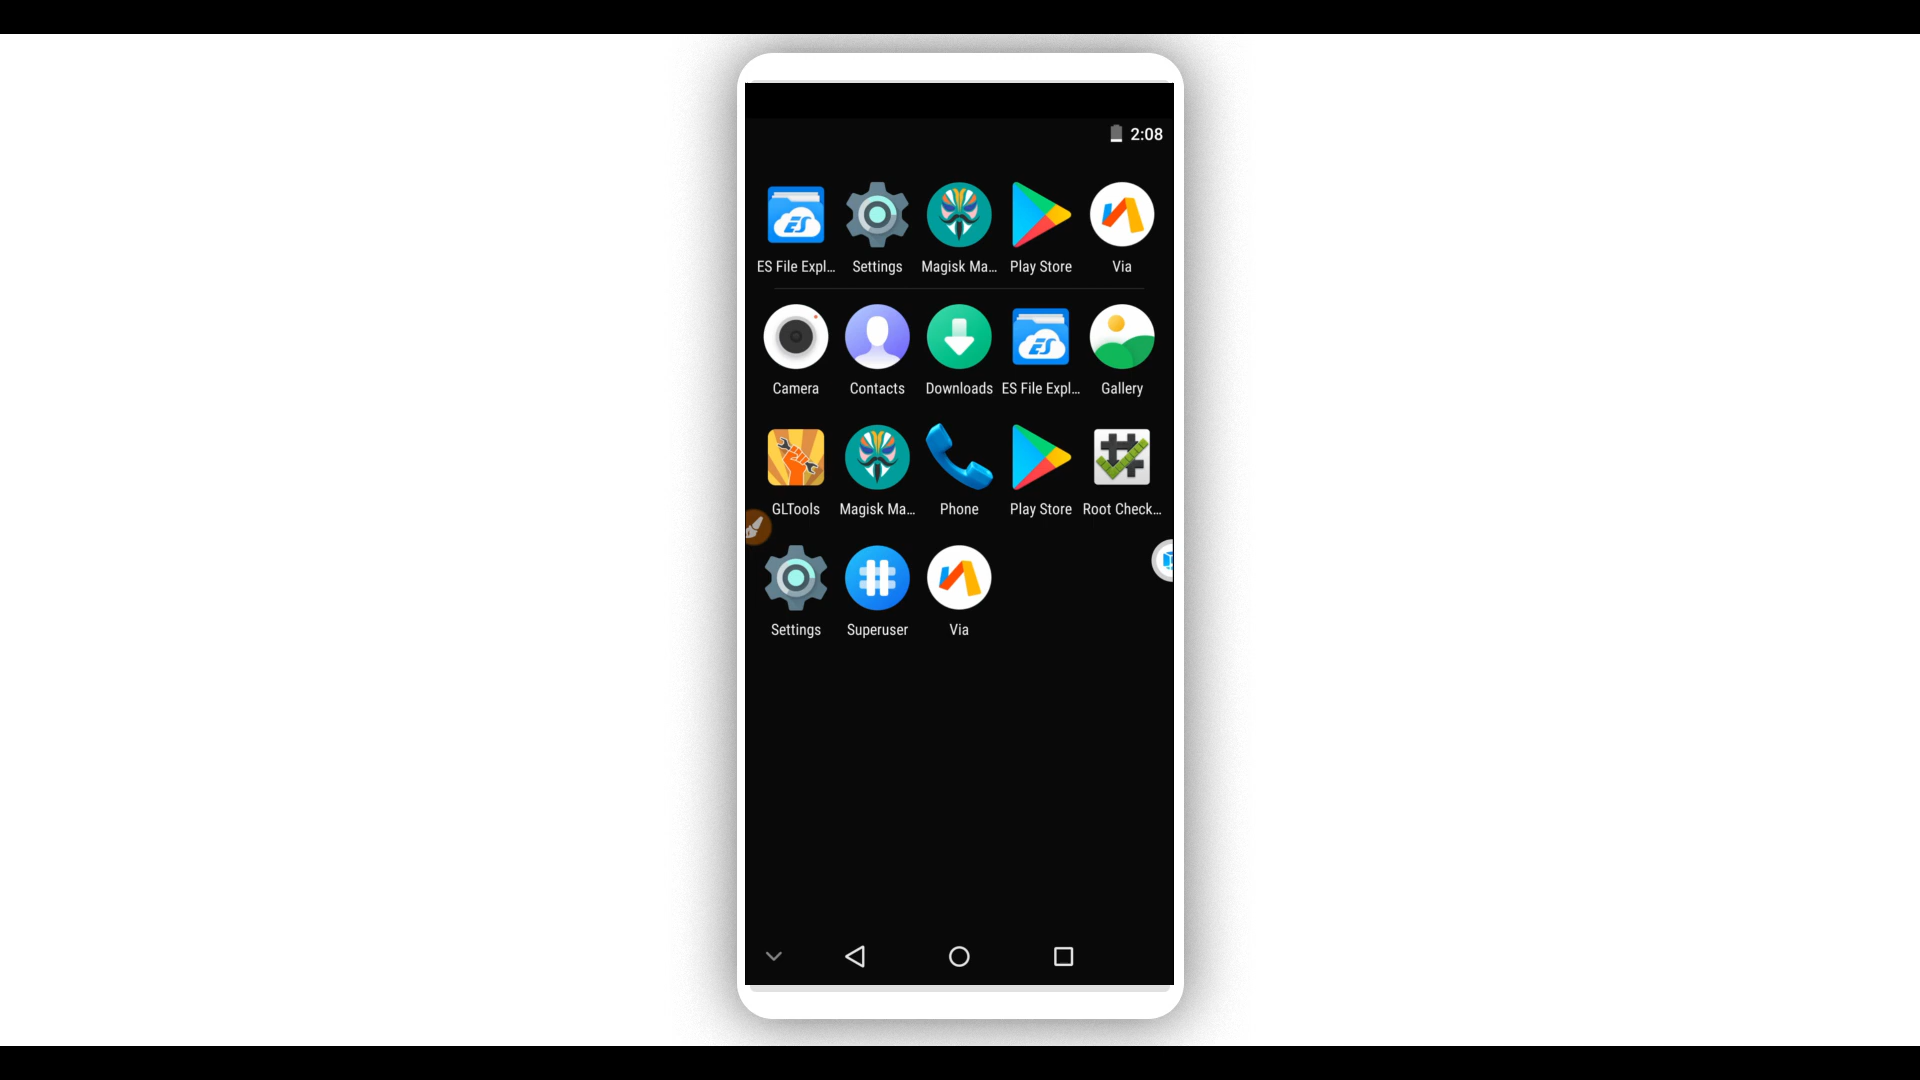 2:08
ES File Expl... Settings Magisk Ma... Play Store Via
Camera Contacts Downloads ES File Expl... Gallery
GLTools Magisk Ma... Phone Play Store Root Check...
Settings Superuser Via